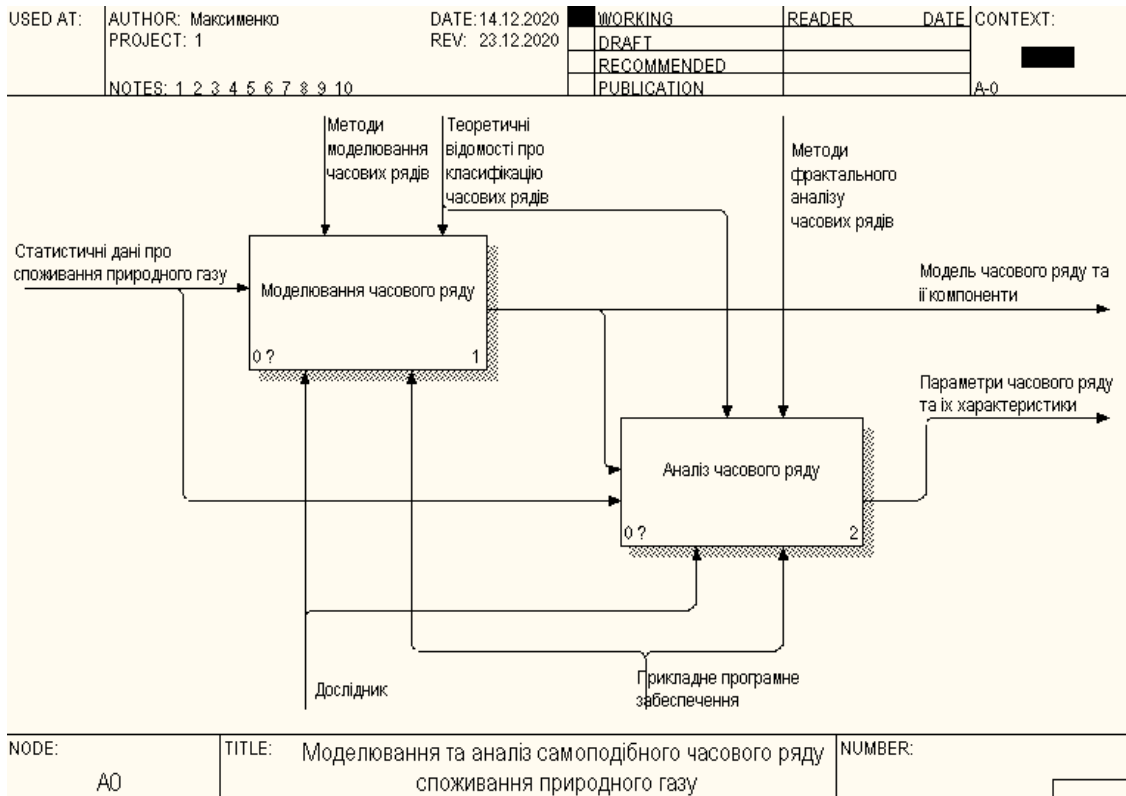 USED AT:
AUTHOR: Максименко
DATE: 14.12.2020
PROJECT: 1
REV: 23.12.2020
NOTES: 1 2 3 4 5 6 7 8 9 10
WORKING
DRAFT
RECOMMENDED
PUBLICATION
READER
DATE
CONTEXT:
A-0
Методи
моделювання
часових рядів
Теоретичні
відомості про
класифікацію
часових рядів
Методи
фрактального
аналізу
часових рядів
Статистичні дані про
споживання природного газу
Моделювання часового ряду
0 ?
1
Модель часового ряду та
її компоненти
Параметри часового ряду
та їх характеристики
Аналіз часового ряду
0 ?
2
Дослідник
Прикладне програмне
забеспечення
NODE:
A0
TITLE:
Моделювання та аналіз самоподібного часового ряду
споживання природного газу
NUMBER: